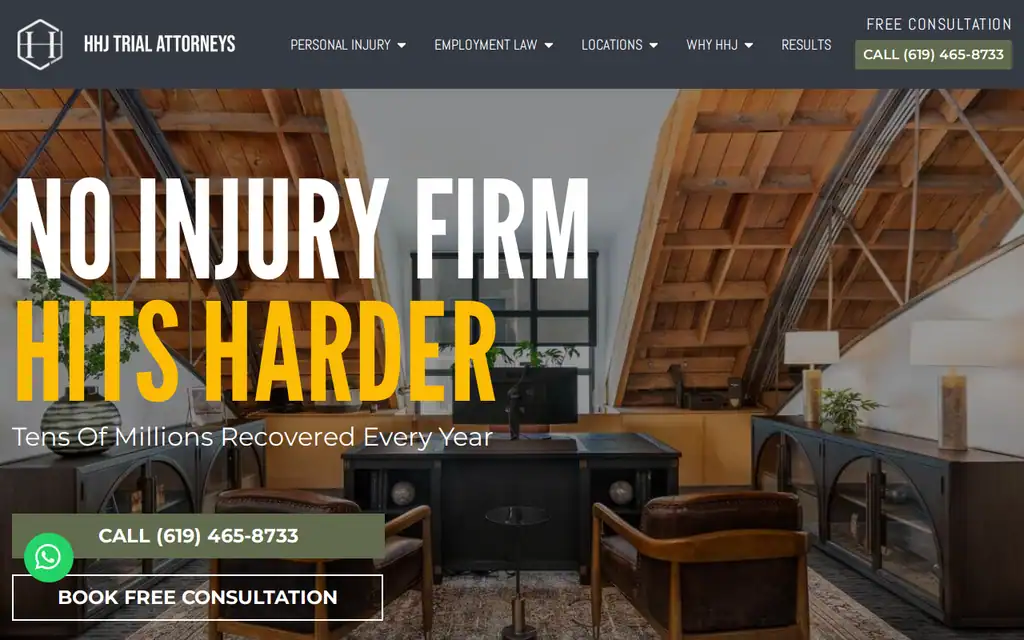 HHJ TRIAL ATTORNEYS
PERSONAL INJURY
EMPLOYMENT LAW
LOCATIONS
WHY HHJ
RESULTS
FREE CONSULTATION
CALL (619) 465-8733
NO INJURY FIRM
HITS HARDER
Tens Of Millions Recovered Every Year
CALL (619) 465-8733
BOOK FREE CONSULTATION